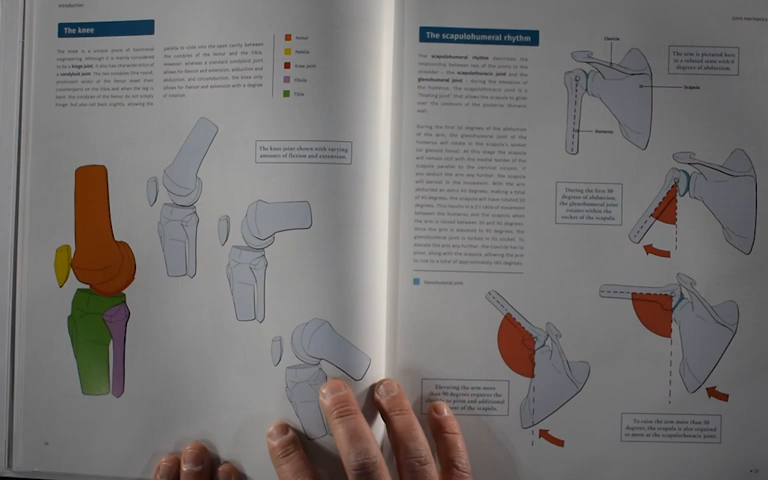 Introduction
The knee
The knee is a unique piece of functional
engineering. Although it is mainly considered
to be a hinge joint, it also has characteristics of
a condyloid joint. The two condyles (the round,
prominent ends) of the femur meet their
counterparts on the tibia and when the leg is
bent, the condyles of the femur do not simply
hinge, but also rock slightly, allowing the
patella to slide into the open cavity between
the condyles of the femur and the tibia.
However, whereas a standard condyloid joint
allows for flexion and extension, adduction and
abduction, and circumduction, the knee only
allows for flexion and extension with a degree
of rotation.
Femur
Patella
Knee joint
Fibula
Tibia
The knee joint shown with varying
amounts of flexion and extension.
Joint mechanics
The scapulohumeral rhythm
The scapulohumeral rhythm describes the
relationship between two of the joints in the
shoulder – the scapulothoracic joint and the
glenohumeral joint – during the elevation of
the humerus. The scapulothoracic joint is a
"floating joint" that allows the scapula to glide
over the contours of the posterior thoracic
wall.
During the first 30 degrees of the abduction
of the arm, the glenohumeral joint of the
humerus will rotate in the scapula's socket
(or glenoid fossa). At this stage the scapula
will remain still with the medial border of the
scapula parallel to the
you abduct the arm any further, the scapula
will assist in the movement. With the arm
abducted an extra 60 degrees, making a total
of 90 degrees, the scapula will have rotated 30
degrees. This results in a 2:1 ratio of movement
between the humerus and the scapula when
the arm is raised between 30 and 90 degrees.
Once the arm is elevated to 90 degrees, the
glenohumeral joint is locked in its socket. To
elevate the arm any further, the clavicle has to
pivot, along with the scapula, allowing the arm
to rise to a total of approximately 180 degrees.
Glenohumeral joint
Clavicle
Scapula
Humerus
The arm is pictured here
in a relaxed state with 0
degrees of abduction.
During the first 30
degrees of abduction,
the glenohumeral joint
rotates within the
socket of the scapula.
Elevating the arm more
than 90 degrees requires the
to pivot and additional
of the scapula.
To raise the arm more than 30
degrees, the scapula is also required
to move at the scapulothoracic joint.